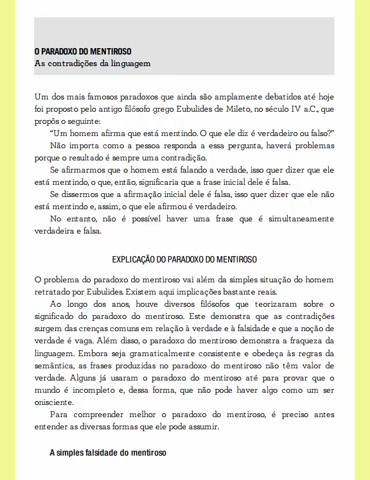 O PARADOXO DO MENTIROSO
As contradições da linguagem
Um dos mais famosos paradoxos que ainda são amplamente debatidos até hoje
foi proposto pelo antigo filósofo grego Eubulides de Mileto, no século IV a.C., que
propôs o seguinte:
“Um homem afirma que está mentindo. O que ele diz é verdadeiro ou falso?”
Não importa como a pessoa responda a essa pergunta, haverá problemas
porque o resultado é sempre uma contradição.
Se afirmarmos que o homem está falando a verdade, isso quer dizer que ele
está mentindo, o que, então, significaria que a frase inicial dele é falsa.
Se dissermos que a afirmação inicial dele é falsa, isso quer dizer que ele não
está mentindo e, assim, o que ele afirmou é verdadeiro.
No entanto, não é possível haver uma frase que é simultaneamente
verdadeira e falsa.
EXPLICAÇÃO DO PARADOXO DO MENTIROSO
O problema do paradoxo do mentiroso vai além da simples situação do homem
retratado por Eubulides. Existem aqui implicações bastante reais.
Ao longo dos anos, houve diversos filósofos que teorizaram sobre o
significado do paradoxo do mentiroso. Este demonstra que as contradições
surgem das crenças comuns em relação à verdade e à falsidade e que a noção de
verdade é vaga. Além disso, o paradoxo do mentiroso demonstra a fraqueza da
linguagem. Embora seja gramaticalmente consistente e obedeça às regras da
semântica, as frases produzidas no paradoxo do mentiroso não têm valor de
verdade. Alguns já usaram o paradoxo do mentiroso até para provar que o
mundo é incompleto e, dessa forma, que não pode haver algo como um ser
onisciente.
Para compreender melhor o paradoxo do mentiroso, é preciso antes
entender as diversas formas que ele pode assumir.
A simples falsidade do mentiroso